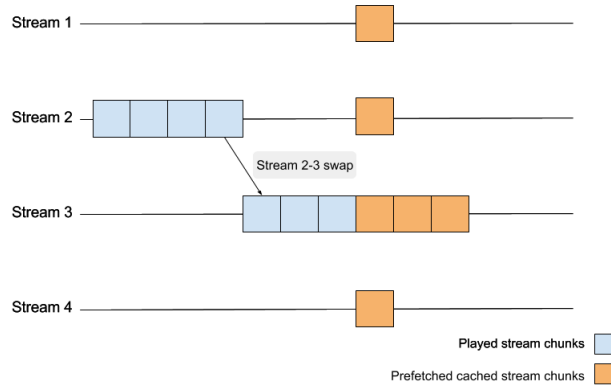 Stream 1
Stream 2
Stream 2-3 swap
Stream 3
Stream 4
Played stream chunks
Prefetched cached stream chunks